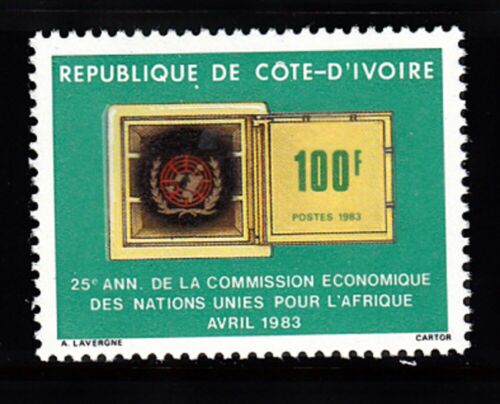 REPUBLIQUE DE CÔTE-D'IVOIRE
100F
POSTES 1983
25e ANN. DE LA COMMISSION ECONOMIQUE
DES NATIONS UNIES POUR L'AFRIQUE
AVRIL 1983
A. LAVERGNE
CARTOR